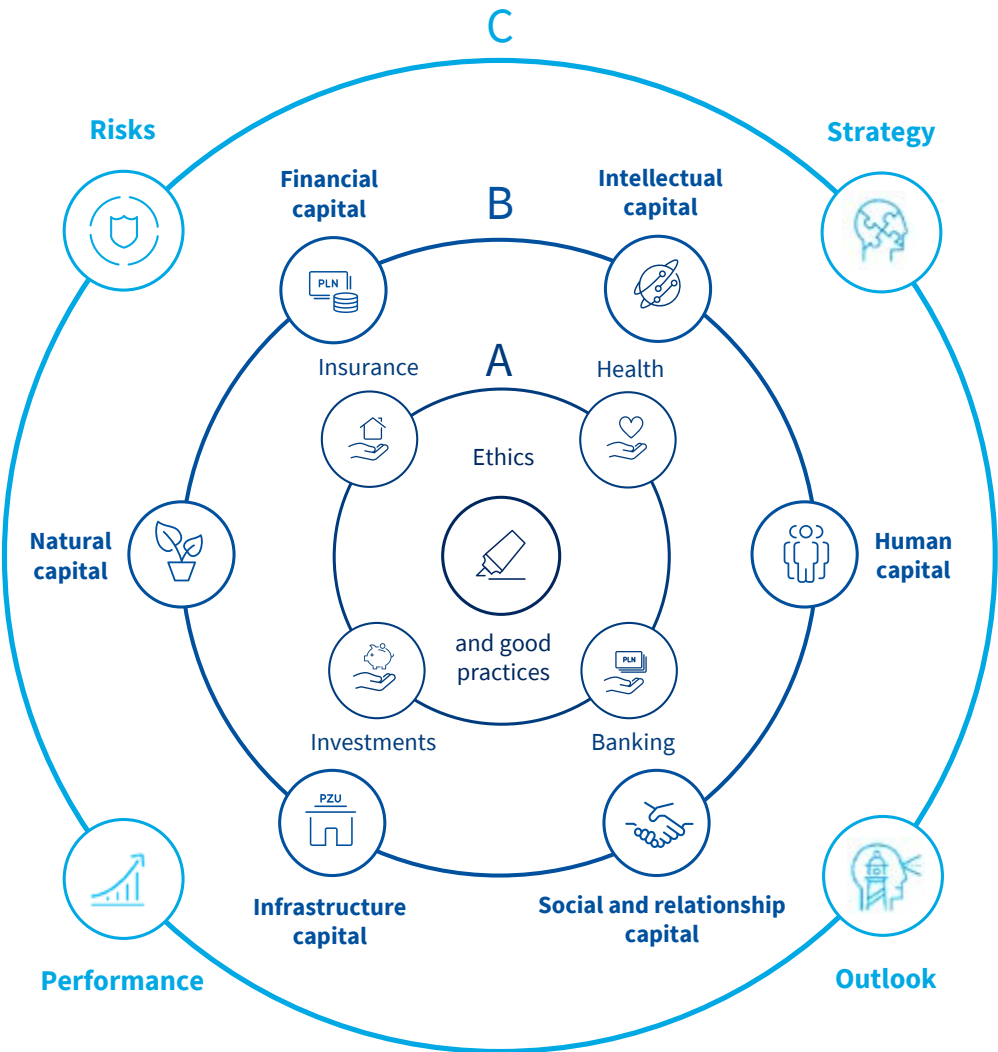 C
Risks
Strategy
Financial
capital
B
Intellectual
capital
PLN
A
Insurance
Health
Ethics
Natural
capital
Human
capital
and good
practices
PLN
Investments
Banking
PZU
Infrastructure
capital
Social and relationship
capital
Performance
Outlook